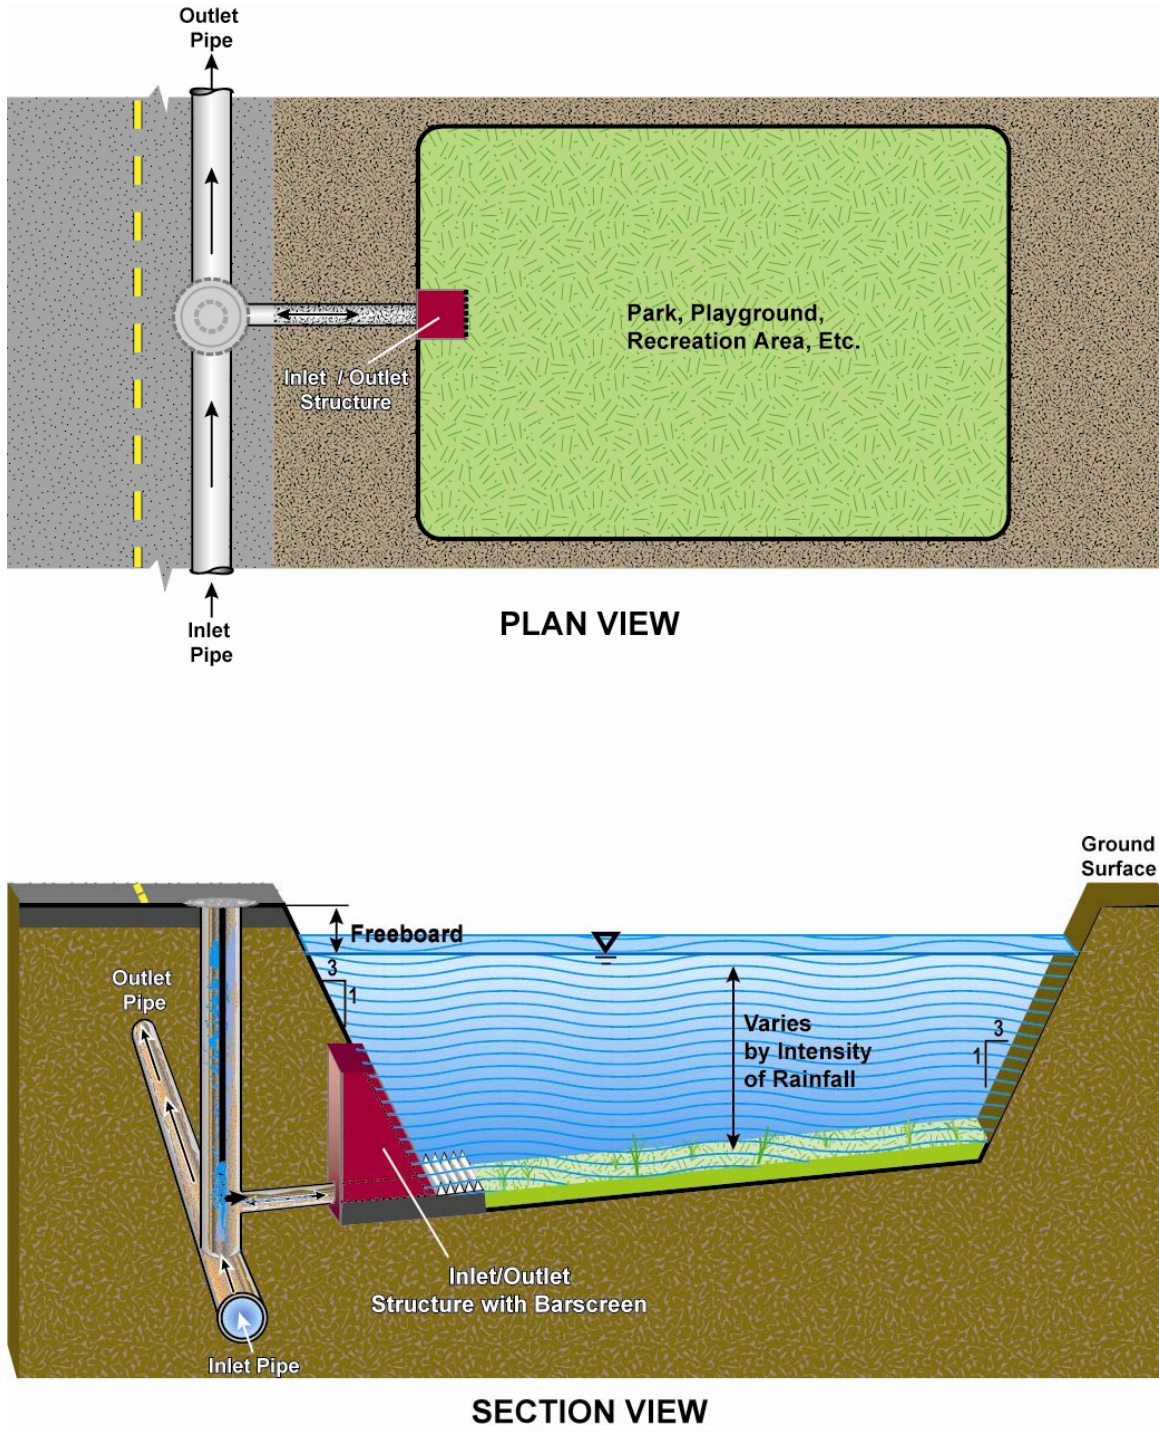 Outlet
Pipe
Park, Playground,
Recreation Area, Etc.
Inlet / Outlet
Structure
Inlet
Pipe
PLAN VIEW
Ground
Surface
Freeboard
3
1
Outlet
Pipe
Varies
by Intensity
of Rainfall
3
1
Inlet/Outlet
Structure with Barscreen
Inlet Pipe
SECTION VIEW